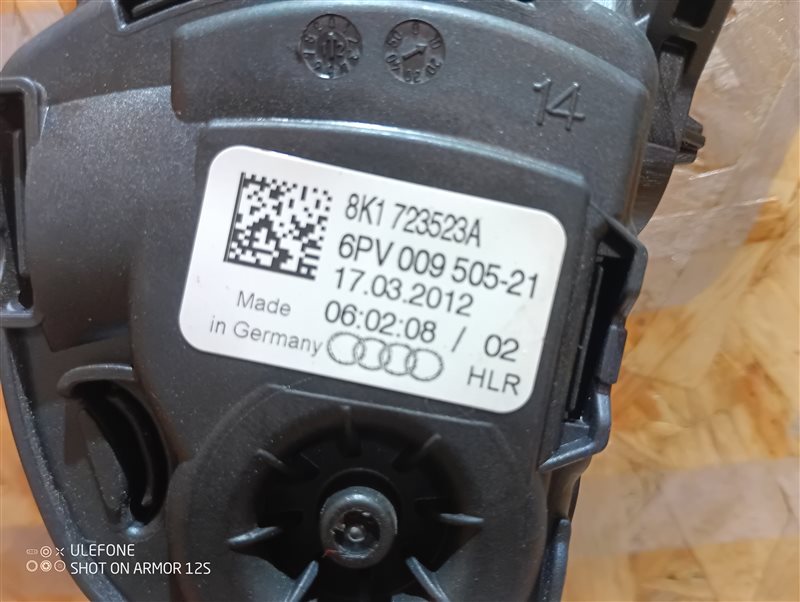 14
8K1 723523A
6PV 009 505-21
17.03.2012
06:02:08 / 02
Made
in Germany
HLR
ULEFONE
SHOT ON ARMOR 12S